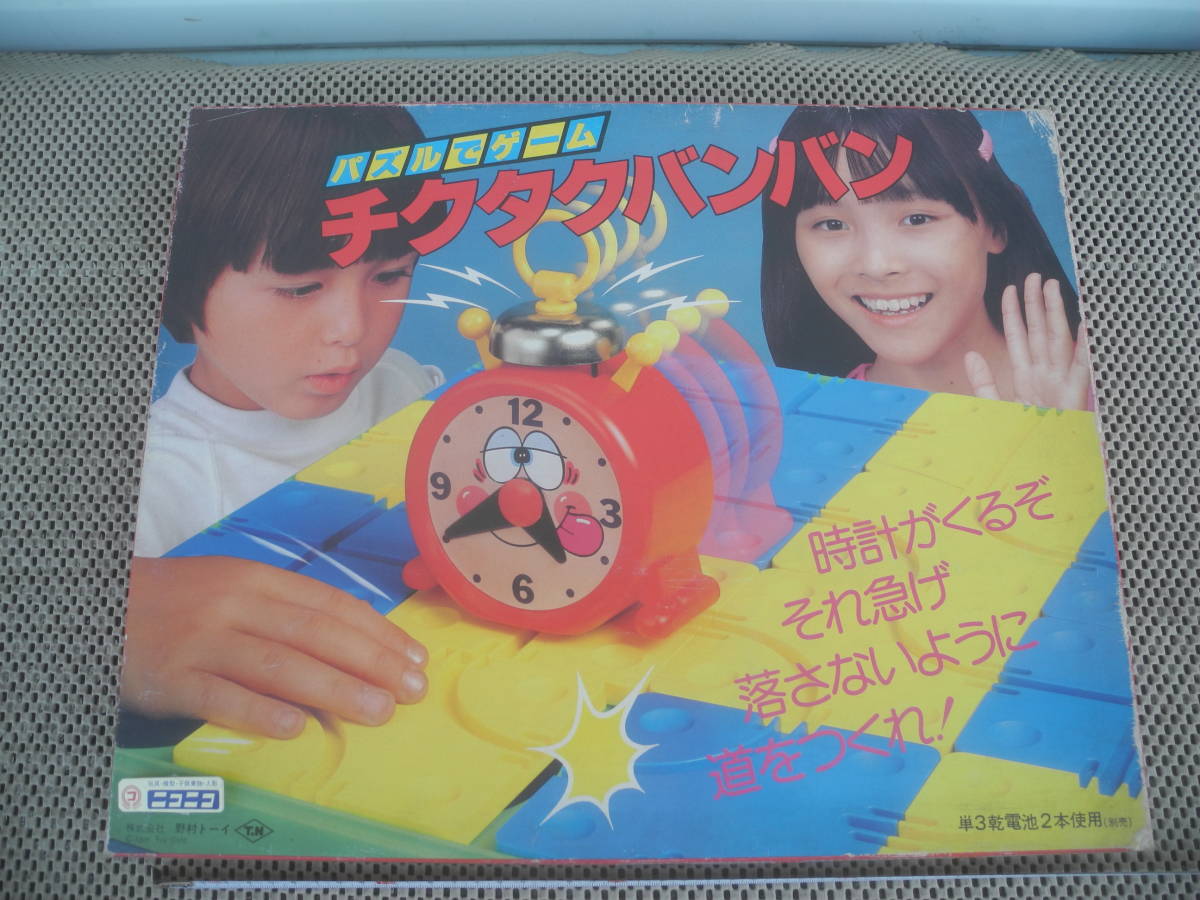 パズルでゲーム
チクタクバンバン
12
9
3
6
時計がくるぞ
それ急げ
落さないように
道をつくれ!
ニコニコ
株式会社 野村トーイ
T.N
単3乾電池2本使用(別売)